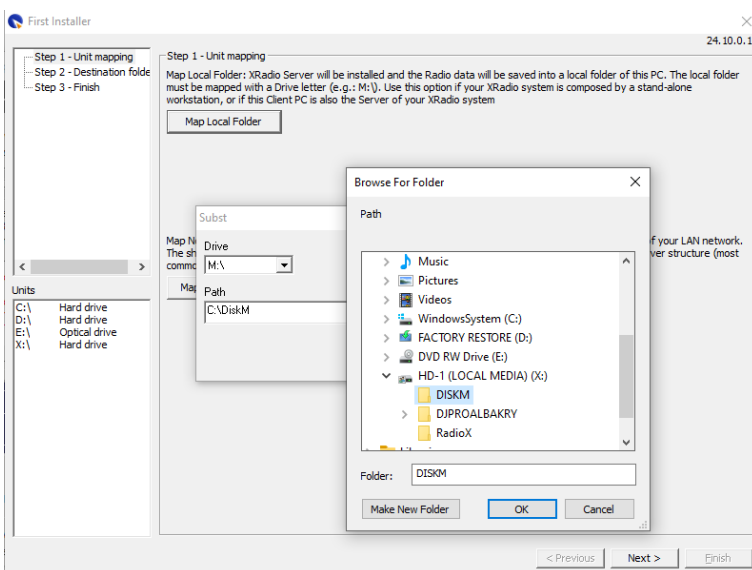 First Installer
24.10.0.1
Step 1 - Unit mapping
Step 2 - Destination folde
Step 3 - Finish
Step 1 - Unit mapping
Map Local Folder: XRadio Server will be installed and the Radio data will be saved into a local folder of this PC. The local folder
must be mapped with a Drive letter (e.g.: M:\). Use this option if your XRadio system is composed by a stand-alone
workstation, or if this Client PC is also the Server of your XRadio system
Map Local Folder
Map N
The sh
commo
Map
f your LAN network.
ver structure (most
Units
C:\ Hard drive
D:\ Hard drive
E:\ Optical drive
X:\ Hard drive
Subst
Drive
M:\
Path
C:\DiskM
Browse For Folder
Path
Music
Pictures
Videos
WindowsSystem (C:)
FACTORY RESTORE (D:)
DVD RW Drive (E:)
HD-1 (LOCAL MEDIA) (X:)
DISKM
DJPROALBAKRY
RadioX
Folder: DISKM
Make New Folder
OK
Cancel
< Previous
Next >
Finish